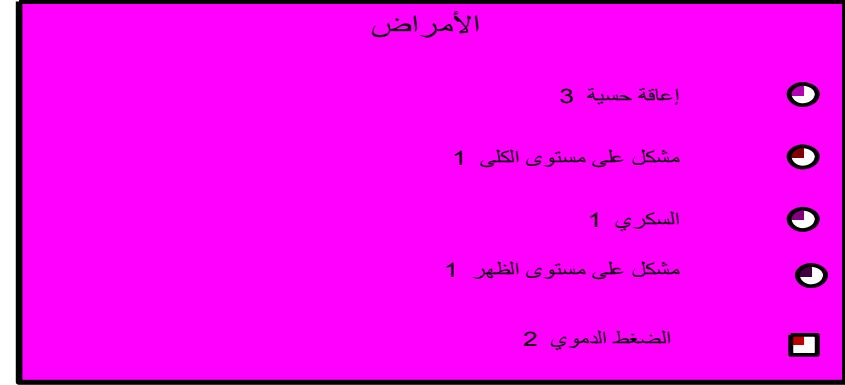 الأمراض
إعاقة حسية 3
مشكل على مستوى الكلى 1
السكري 1
مشكل على مستوى الظهر 1
الضغط الدموي 2